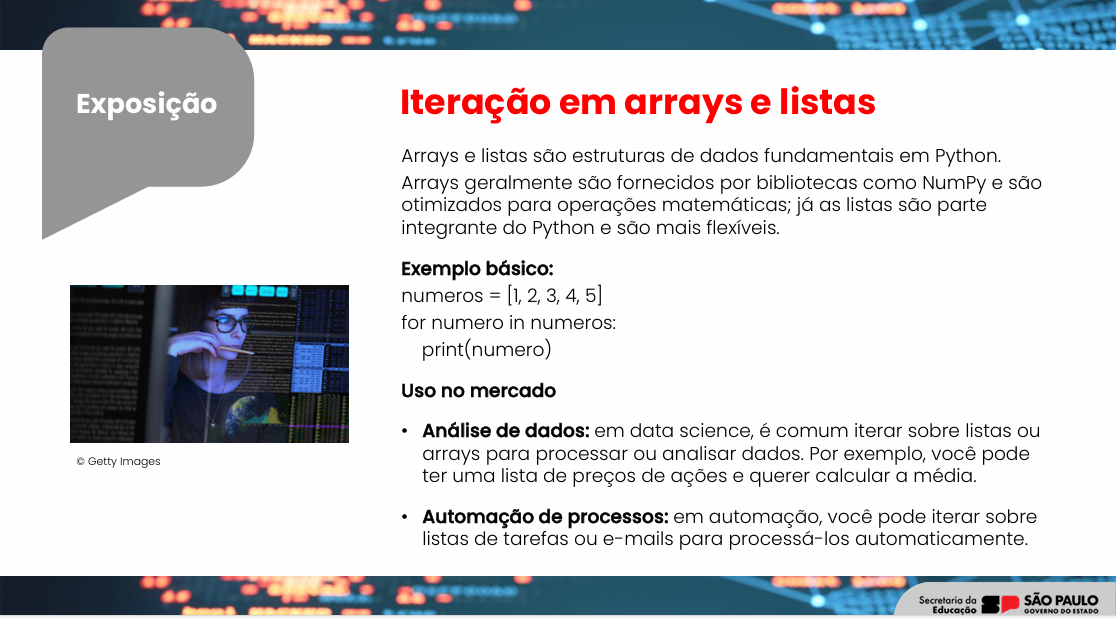 Exposição
Iteração em arrays e listas
Arrays e listas são estruturas de dados fundamentais em Python.
Arrays geralmente são fornecidos por bibliotecas como NumPy e são
otimizados para operações matemáticas; já as listas são parte
integrante do Python e são mais flexíveis.
Exemplo básico:
numeros = [1, 2, 3, 4, 5]
for numero in numeros:
print(numero)
Uso no mercado
• Análise de dados: em data science, é comum iterar sobre listas ou
arrays para processar ou analisar dados. Por exemplo, você pode
ter uma lista de preços de ações e querer calcular a média.
• Automação de processos: em automação, você pode iterar sobre
listas de tarefas ou e-mails para processá-los automaticamente.
© Getty Images
Secretaria da
Educação
SÃO PAULO
GOVERNO DO ESTADO